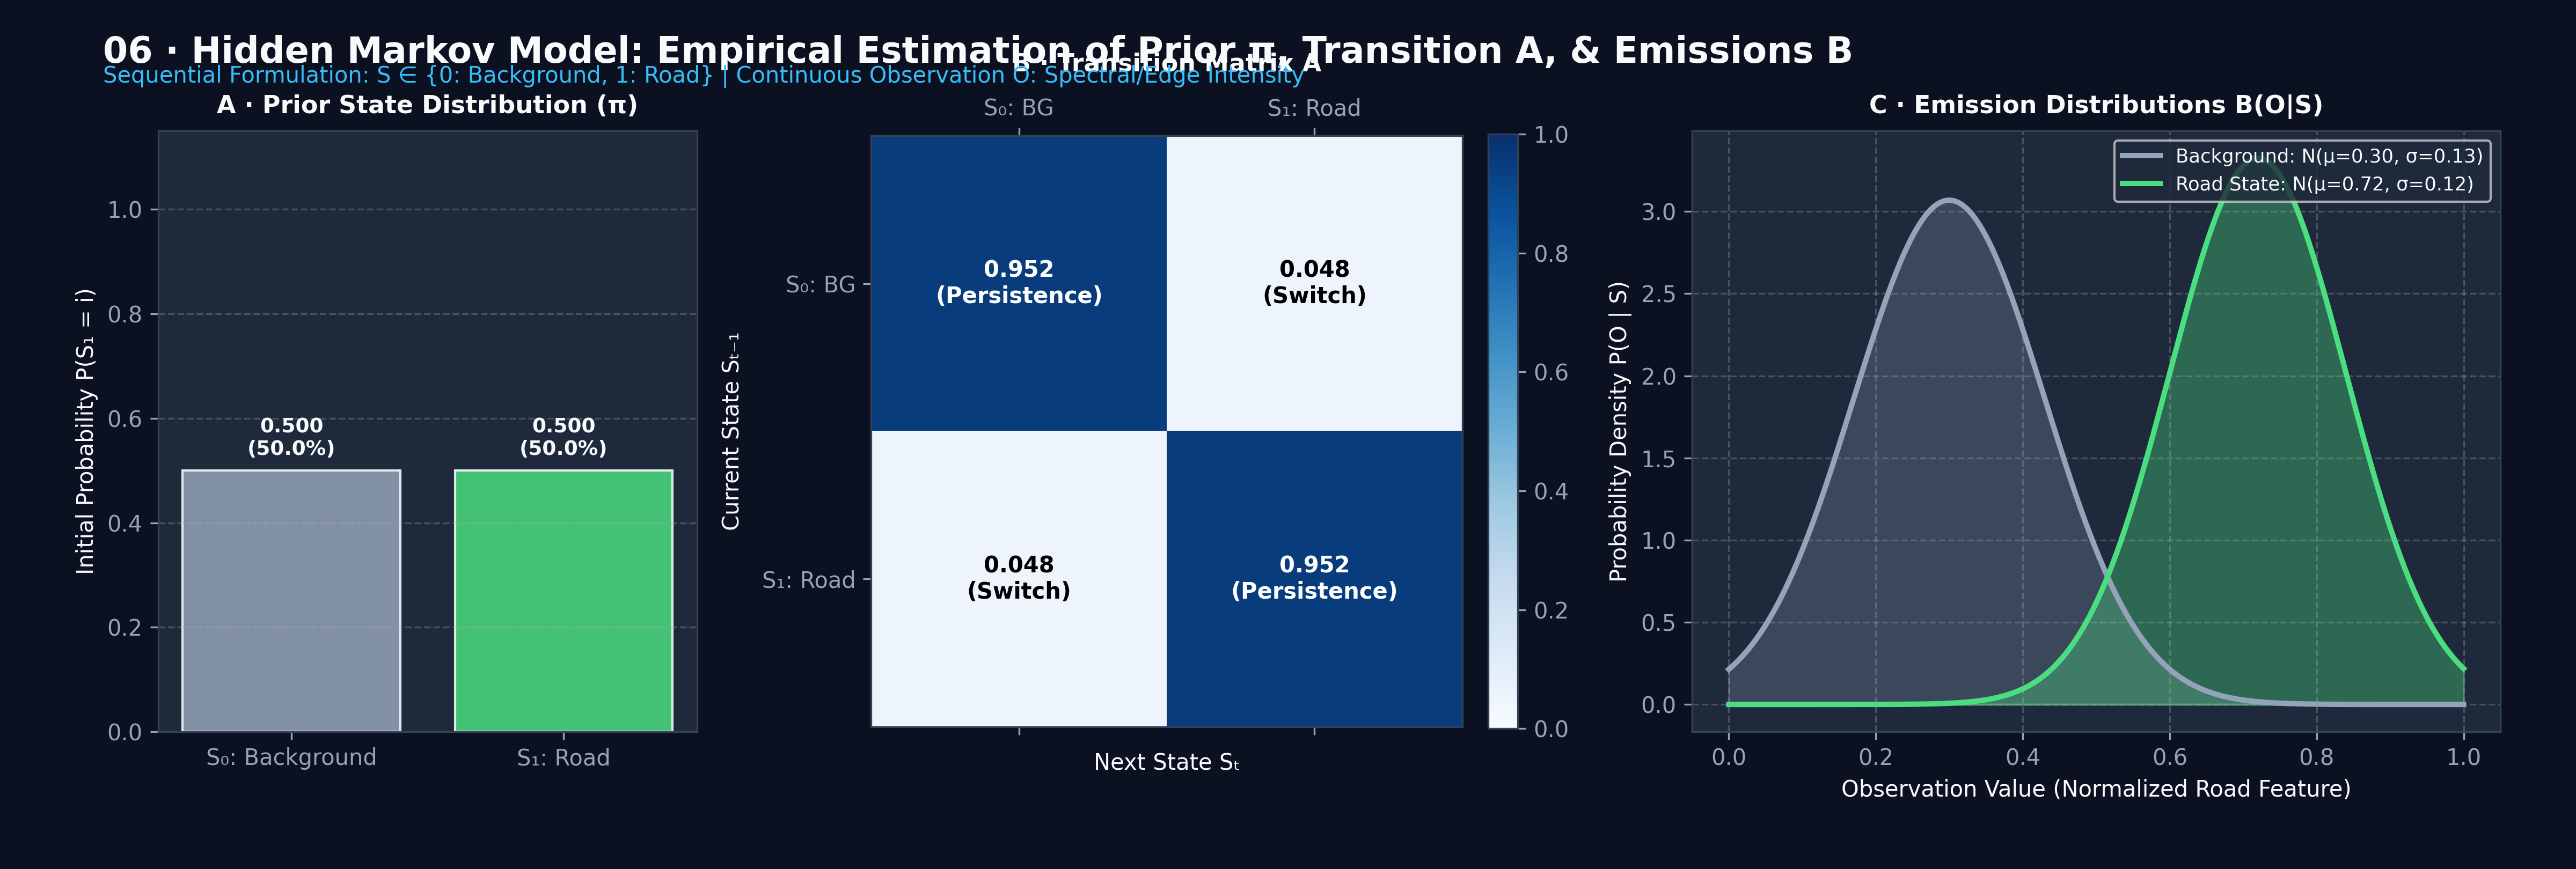 06 · Hidden Markov Model: Empirical Estimation of Prior π, Transition A, & Emissions B
Sequential Formulation: S ∈ {0: Background, 1: Road} | Continuous Observation O: Spectral/Edge Intensity
A · Prior State Distribution (π)
Initial Probability P(S₁ = i)
1.0
0.8
0.6
0.4
0.2
0.0
0.500
(50.0%)
0.500
(50.0%)
S₀: Background
S₁: Road
B · Transition Matrix A
S₀: BG
S₁: Road
Current State Sₜ₋₁
S₀: BG
S₁: Road
0.952
(Persistence)
0.048
(Switch)
0.048
(Switch)
0.952
(Persistence)
Next State Sₜ
1.0
0.8
0.6
0.4
0.2
0.0
C · Emission Distributions B(O|S)
Background: N(μ=0.30, σ=0.13)
Road State: N(μ=0.72, σ=0.12)
Probability Density P(O | S)
3.0
2.5
2.0
1.5
1.0
0.5
0.0
0.0
0.2
0.4
0.6
0.8
1.0
Observation Value (Normalized Road Feature)